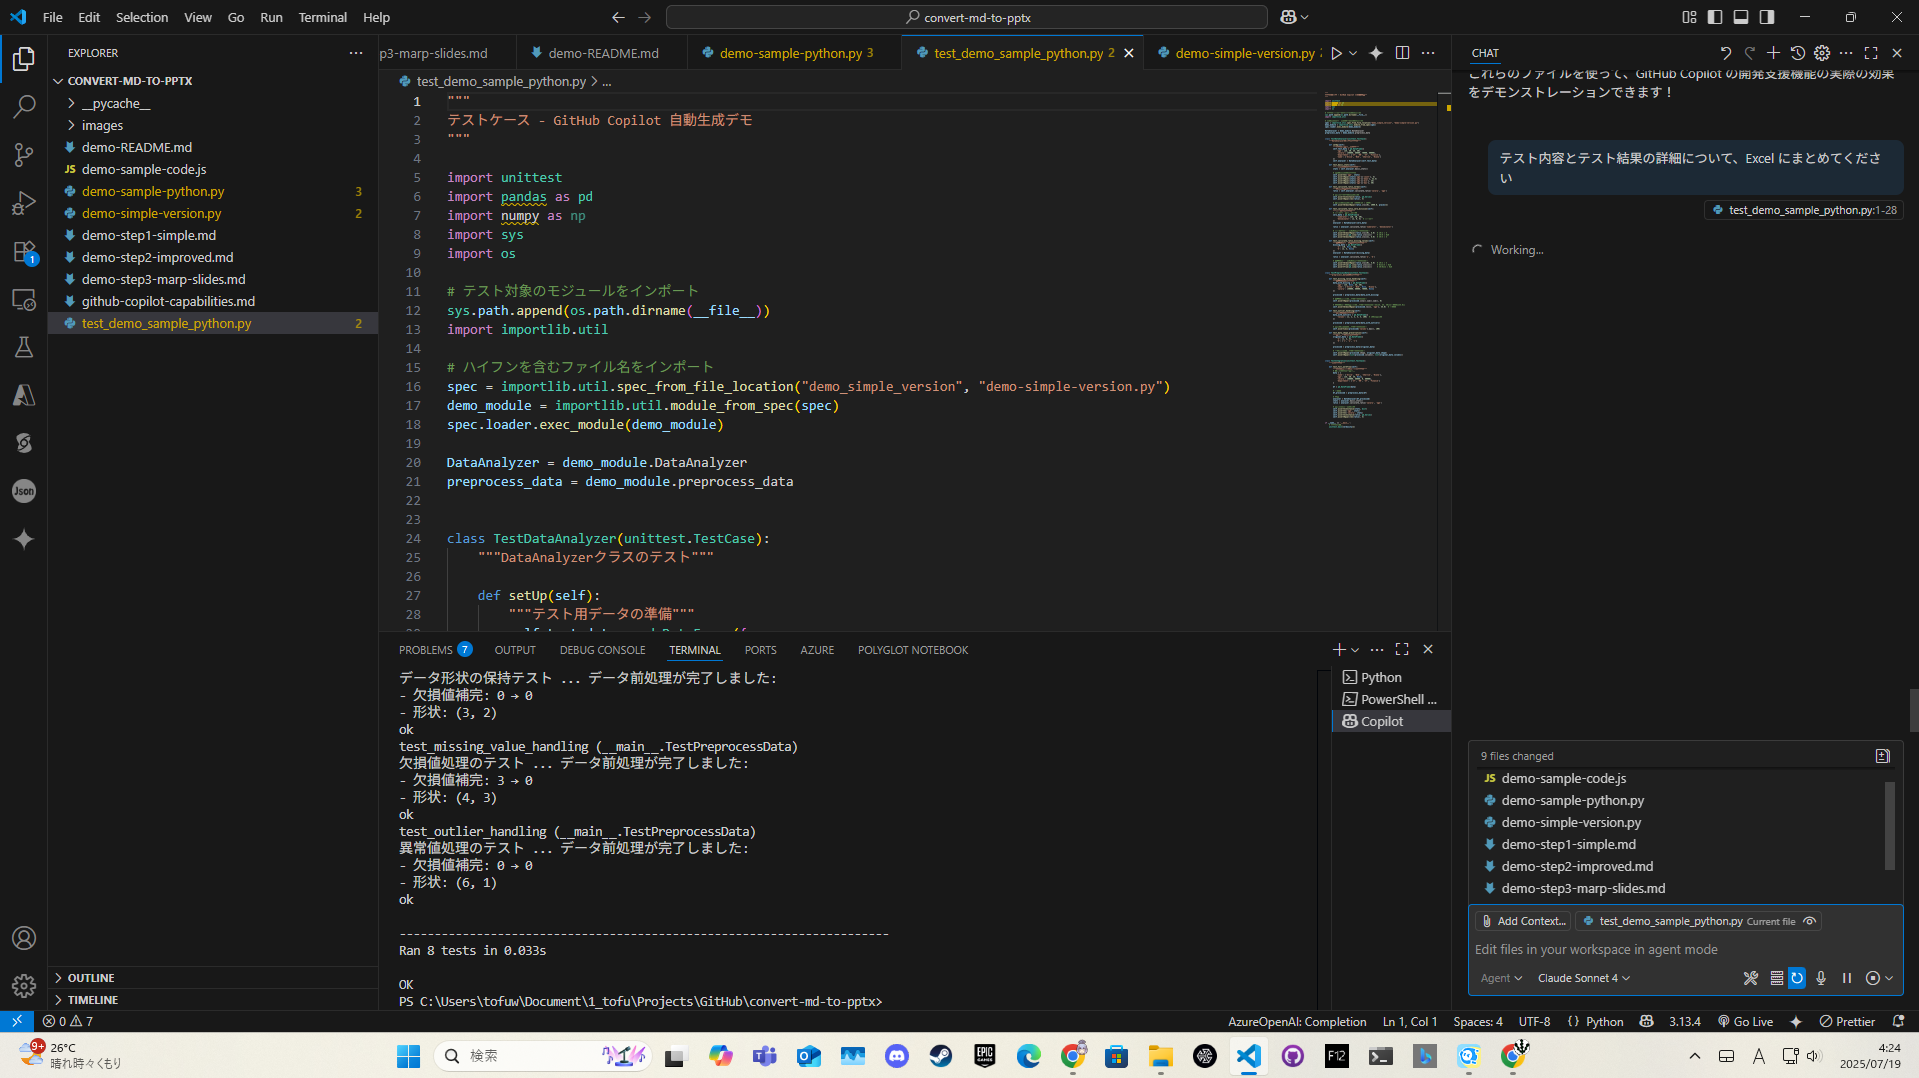 File Edit Selection View Go Run Terminal Help
convert-md-to-pptx
EXPLORER
CONVERT-MD-TO-PPTX
__pycache__
images
demo-README.md
JS demo-sample-code.js
demo-sample-python.py 3
demo-simple-version.py 2
demo-step1-simple.md
demo-step2-improved.md
demo-step3-marp-slides.md
github-copilot-capabilities.md
test_demo_sample_python.py 2
1
Json
OUTLINE
TIMELINE
p3-marp-slides.md demo-README.md demo-sample-python.py 3 test_demo_sample_python.py 2 demo-simple-version.py
test_demo_sample_python.py > ...
1 """
2 テストケース - GitHub Copilot 自動生成デモ
3 """
4
5 import unittest
6 import pandas as pd
7 import numpy as np
8 import sys
9 import os
10
11 # テスト対象のモジュールをインポート
12 sys.path.append(os.path.dirname(__file__))
13 import importlib.util
14
15 # ハイフンを含むファイル名をインポート
16 spec = importlib.util.spec_from_file_location("demo_simple_version", "demo-simple-version.py")
17 demo_module = importlib.util.module_from_spec(spec)
18 spec.loader.exec_module(demo_module)
19
20 DataAnalyzer = demo_module.DataAnalyzer
21 preprocess_data = demo_module.preprocess_data
22
23
24 class TestDataAnalyzer(unittest.TestCase):
25 """DataAnalyzerクラスのテスト"""
26
27 def setUp(self):
28 """テスト用データの準備"""
PROBLEMS 7 OUTPUT DEBUG CONSOLE TERMINAL PORTS AZURE POLYGLOT NOTEBOOK
データ形状の保持テスト ... データ前処理が完了しました:
- 欠損値補完: 0 → 0
- 形状: (3, 2)
ok
test_missing_value_handling (__main__.TestPreprocessData)
欠損値処理のテスト ... データ前処理が完了しました:
- 欠損値補完: 3 → 0
- 形状: (4, 3)
ok
test_outlier_handling (__main__.TestPreprocessData)
異常値処理のテスト ... データ前処理が完了しました:
- 欠損値補完: 0 → 0
- 形状: (6, 1)
ok
----------------------------------------------------------------------
Ran 8 tests in 0.033s
OK
PS C:\Users\tofuw\Document\1_tofu\Projects\GitHub\convert-md-to-pptx>
Python
PowerShell ...
Copilot
CHAT
これらのファイルを使って、GitHub Copilot の開発支援機能の実際の効果
をデモンストレーションできます！
テスト内容とテスト結果の詳細について、Excel にまとめてくださ
い
test_demo_sample_python.py:1-28
Working...
9 files changed
JS demo-sample-code.js
demo-sample-python.py
demo-simple-version.py
demo-step1-simple.md
demo-step2-improved.md
demo-step3-marp-slides.md
Add Context... test_demo_sample_python.py Current file
Edit files in your workspace in agent mode
Agent Claude Sonnet 4
0 7
AzureOpenAI: Completion Ln 1, Col 1 Spaces: 4 UTF-8 {} Python 3.13.4 Go Live Prettier
9+ 26°C
晴れ時々くもり
検索
EPIC GAMES
F12
A
4:24
2025/07/19